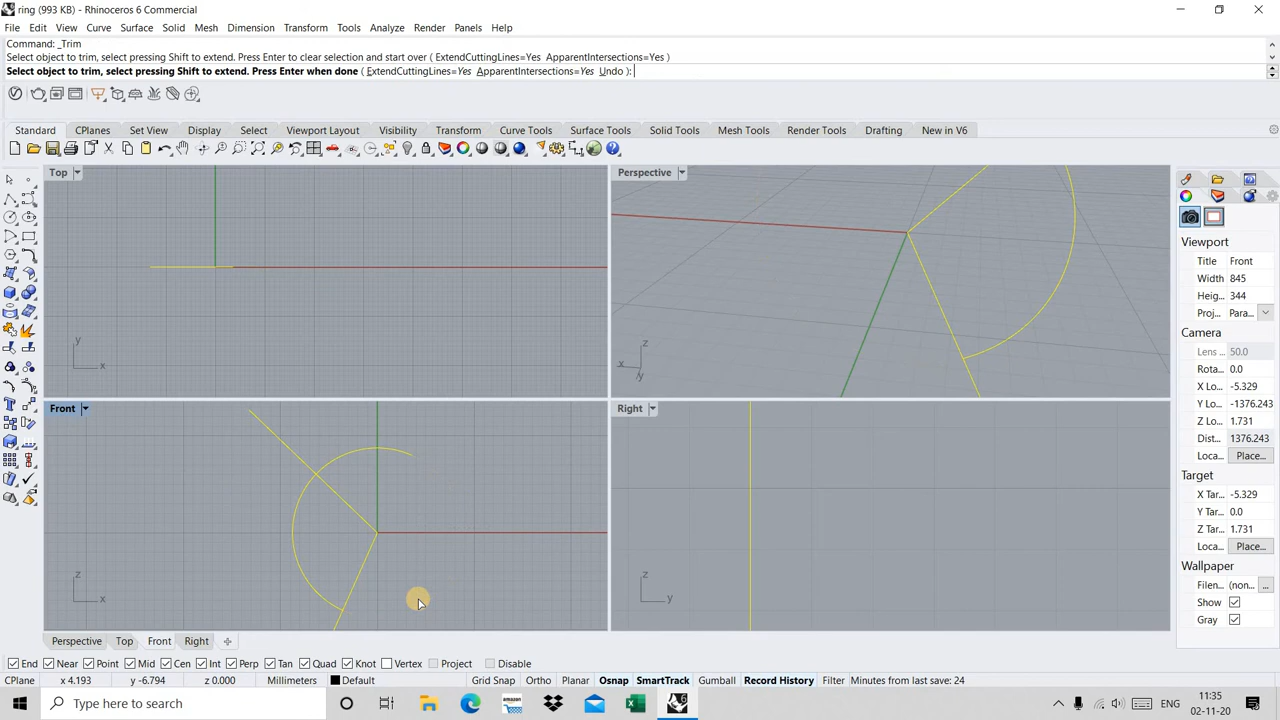 ring (993 KB) - Rhinoceros 6 Commercial
File Edit View Curve Surface Solid Mesh Dimension Transform Tools Analyze Render Panels Help
Command: _Trim
Select object to trim, select pressing Shift to extend. Press Enter to clear selection and start over ( ExtendCuttingLines=Yes ApparentIntersections=Yes )
Select object to trim, select pressing Shift to extend. Press Enter when done ( ExtendCuttingLines=Yes ApparentIntersections=Yes Undo ):
Standard CPlanes Set View Display Select Viewport Layout Visibility Transform Curve Tools Surface Tools Solid Tools Mesh Tools Render Tools Drafting New in V6
Top
y
x
Perspective
z
x
y
Front
z
x
Right
z
y
Viewport
Title Front
Width 845
Heig... 344
Proj... Para...
Camera
Lens ... 50.0
Rota... 0.0
X Lo... -5.329
Y Lo... -1376.243
Z Lo... 1.731
Dist... 1376.243
Loca... Place...
Target
X Tar... -5.329
Y Tar... 0.0
Z Tar... 1.731
Loca... Place...
Wallpaper
Filen... (non... ...
Show
Gray
Perspective Top Front Right
End Near Point Mid Cen Int Perp Tan Quad Knot Vertex Project Disable
CPlane x 4.193 y -6.794 z 0.000 Millimeters Default Grid Snap Ortho Planar Osnap SmartTrack Gumball Record History Filter Minutes from last save: 24
Type here to search
ENG
11:35
02-11-20